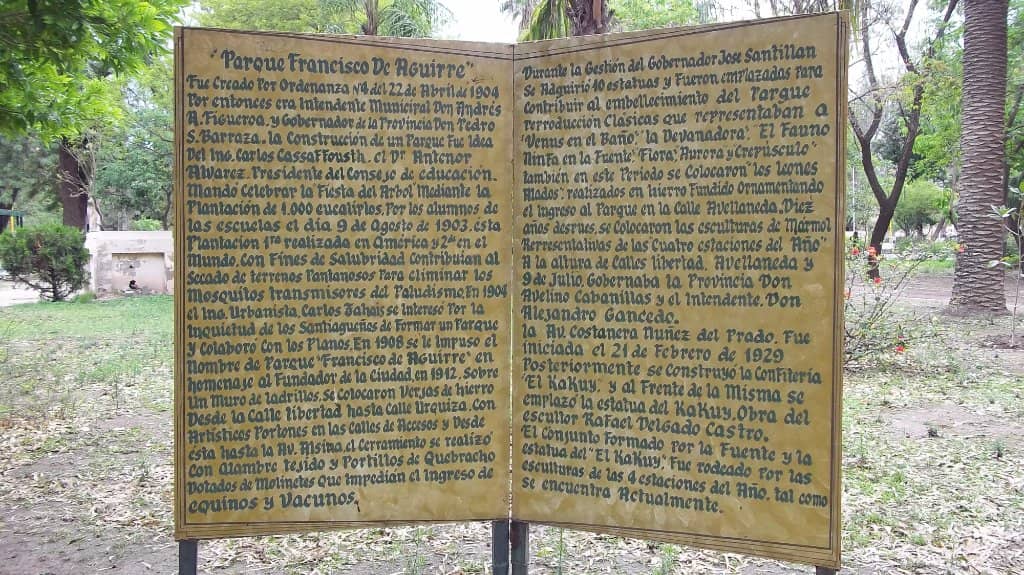 "Parque Francisco De Aguirre"
Fue Creado Por Ordenanza Nº4 del 22 de Abril de 1904
Por entonces era Intendente Municipal Don Andrés
A. Figueroa, y Gobernador de la Provincia Don Pedro
S. Barraza, la Construción de un Parque Fue Idea
Del Ing. Carlos Cassaffousth, el Dr Antenor
Alvarez, Presidente del Consejo de educación.
Mandó Celebrar la Fiesta del Arbol Mediante la
Plantación de 1.000 eucaliptos, Por los alumnos de
las escuelas el día 9 de Agosto de 1903, ésta
Plantacion 1ra realizada en América y 2da en el
Mundo, Con Fines de Salubridad Contribuian al
Secado de terrenos Pantanosos Para eliminar los
Mosquitos transmisores del Paludismo. En 1904
el Ing. Urbanista, Carlos Tahais se interesó Por la
Inquietud de los Santiagueños de Formar un Parque
y Colaboró Con los Planos. En 1908 se le Impuso el
nombre de Parque "Francisco de Aguirre" en
homenaje al Fundador de la Ciudad, en 1912. Sobre
Un Muro de ladrillos, se Colocaron Verjas de hierro
Desde la Calle libertad hasta Calle Urquiza. Con
Artísticos Portones en las Calles de Accesos y Desde
ésta hasta la Av. Alsina, el Cerramiento se realizó
Con Alambre tejido y Portillos de Quebracho
Dotados de Molinetes Que Impedían el Ingreso de
equinos y Vacunos.
Durante la Gestión del Gobernador Jose Santillan
Se Adquirió 10 estatuas y Fueron emplazadas Para
Contribuir al embellecimiento del Parque
reproducción Clásicas que representaban a
"Venus en el Baño", "la Devanadora", El Fauno
Ninfa en la Fuente", "Flora", Aurora y Crepúsculo"
también en este Periodo se Colocaron "les leones
Alados", realizados en hierro Fundido Ornamentando
el Ingreso al Parque en la Calle Avellaneda. Diez
años despues, se Colocaron las esculturas de Mármol
Representativas de las "Cuatro estaciones del Año"
A la altura de Calles libertad, Avellaneda y
9 de Julio, Gobernaba la Provincia Don
Avelino Cabanillas y el Intendente, Don
Alejandro Gancedo.
la Av. Costanera Nuñez del Prado. Fue
Iniciada el 21 de Febrero de 1929
Posteriormente se Construyó la Confitería
"El Kakuy", y al Frente de la Misma se
emplazo la estatua del Kakuy, Obra del
escultor Rafael Delgado Castro.
El Conjunto Formado por la Fuente y la
estatua del "El Kakuy", Fue rodeado Por las
esculturas de las 4 estaciones del Año, tal como
se encuentra Actualmente.